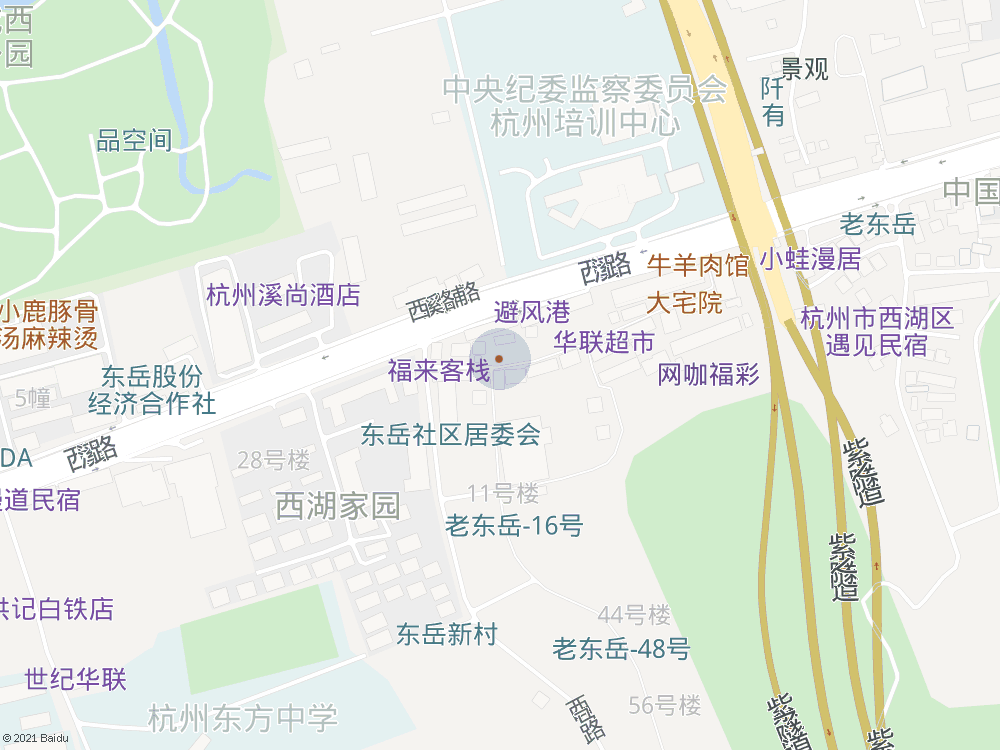 西
园
景观
阡
有
中央纪委监察委员会
杭州培训中心
品空间
中国
老东岳
西溪路
牛羊肉馆
小蛙漫居
杭州溪尚酒店
西溪路辅路
大宅院
小鹿豚骨
汤麻辣烫
避风港
杭州市西湖区
遇见民宿
华联超市
福来客栈
网咖福彩
东岳股份
经济合作社
5幢
东岳社区居委会
西溪路
DA
28号楼
11号楼
道民宿
西湖家园
老东岳-16号
紫隧道
紫隧道
洪记白铁店
东岳新村
44号楼
老东岳-48号
世纪华联
杭州东方中学
西路
56号楼
紫隧道
紫
© 2021 Baidu